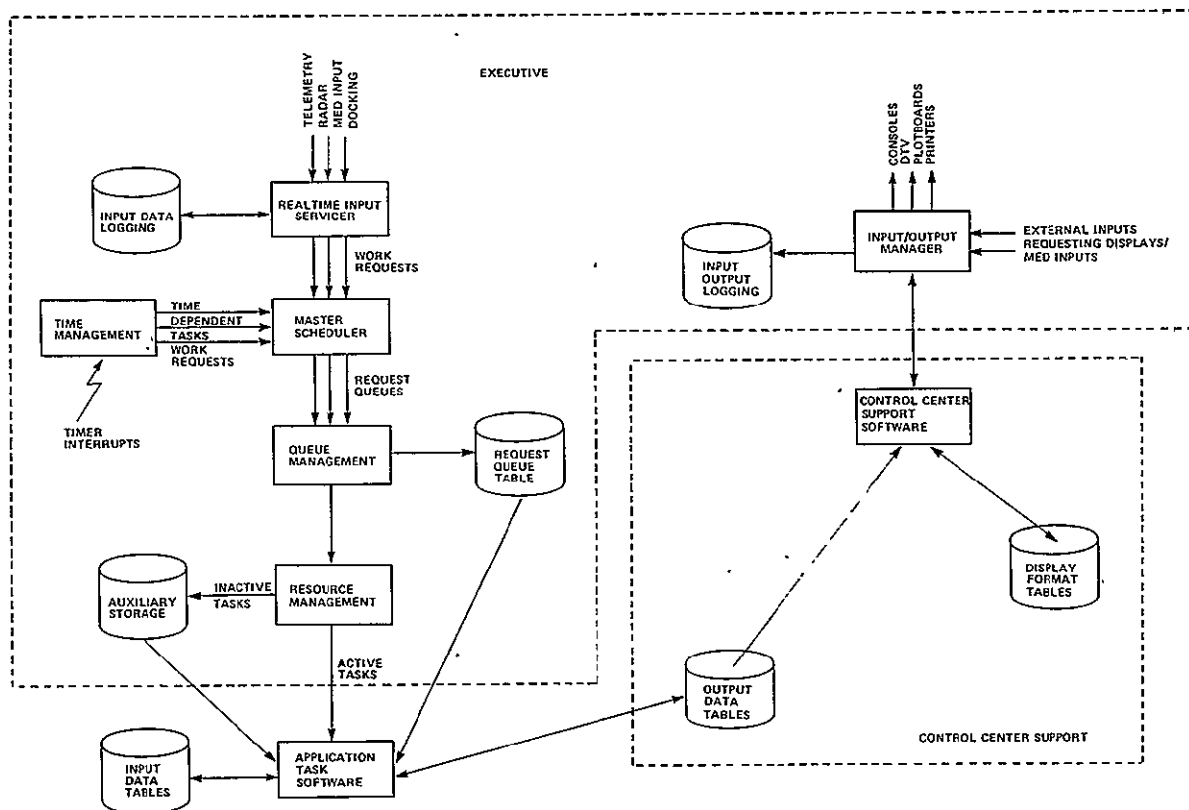 EXECUTIVE
TELEMETRY
RADAR
MED INPUT
DOCKING
CONSOLES
DTV
PLOTBOARDS
PRINTERS
INPUT DATA
LOGGING
REALTIME INPUT
SERVICER
INPUT/OUTPUT
MANAGER
EXTERNAL INPUTS
REQUESTING DISPLAYS/
MED INPUTS
INPUT
OUTPUT
LOGGING
WORK
REQUESTS
TIME
MANAGEMENT
TIME
DEPENDENT
TASKS
WORK
REQUESTS
MASTER
SCHEDULER
REQUEST
QUEUES
TIMER
INTERRUPTS
QUEUE
MANAGEMENT
REQUEST
QUEUE
TABLE
CONTROL CENTER
SUPPORT
SOFTWARE
AUXILIARY
STORAGE
INACTIVE
TASKS
RESOURCE
MANAGEMENT
DISPLAY
FORMAT
TABLES
ACTIVE
TASKS
OUTPUT
DATA
TABLES
INPUT
DATA
TABLES
APPLICATION
TASK
SOFTWARE
CONTROL CENTER SUPPORT